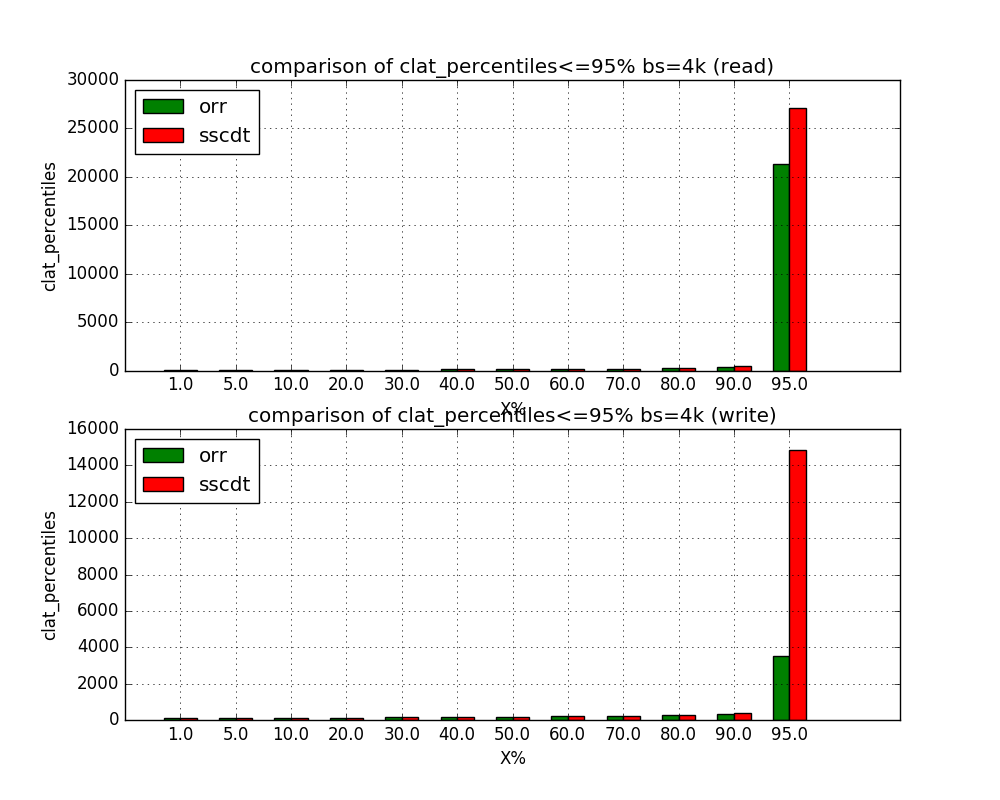 comparison of clat_percentiles<=95% bs=4k (read)
30000
25000
20000
15000
10000
5000
0
clat_percentiles
orr
sscdt
1.0 5.0 10.0 20.0 30.0 40.0 50.0 60.0 70.0 80.0 90.0 95.0
X%
comparison of clat_percentiles<=95% bs=4k (write)
16000
14000
12000
10000
8000
6000
4000
2000
0
clat_percentiles
orr
sscdt
1.0 5.0 10.0 20.0 30.0 40.0 50.0 60.0 70.0 80.0 90.0 95.0
X%